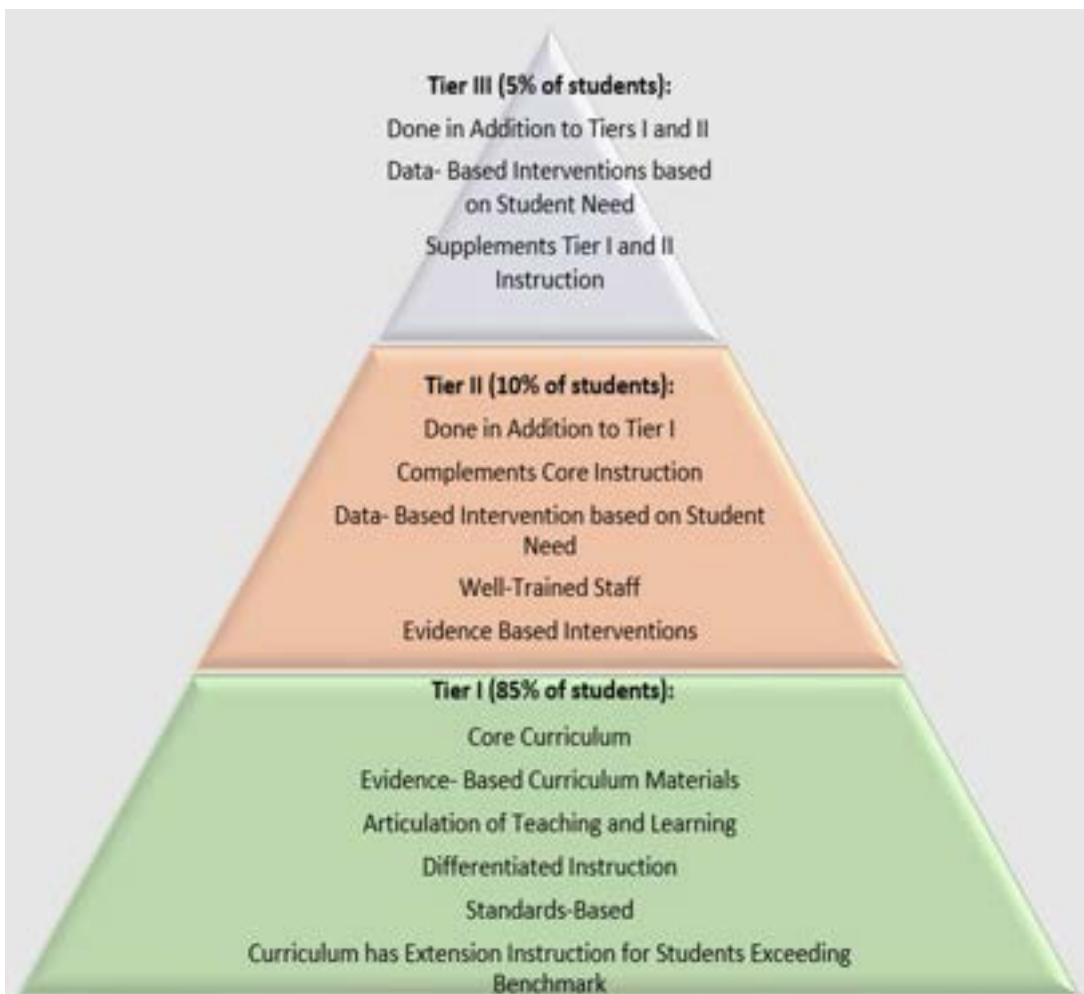 Tier III (5% of students):
Done in Addition to Tiers I and II
Data- Based Interventions based
on Student Need
Supplements Tier I and II
Instruction
Tier II (10% of students):
Done in Addition to Tier I
Complements Core Instruction
Data- Based Intervention based on Student
Need
Well-Trained Staff
Evidence Based Interventions
Tier I (85% of students):
Core Curriculum
Evidence- Based Curriculum Materials
Articulation of Teaching and Learning
Differentiated Instruction
Standards-Based
Curriculum has Extension Instruction for Students Exceeding
Benchmark